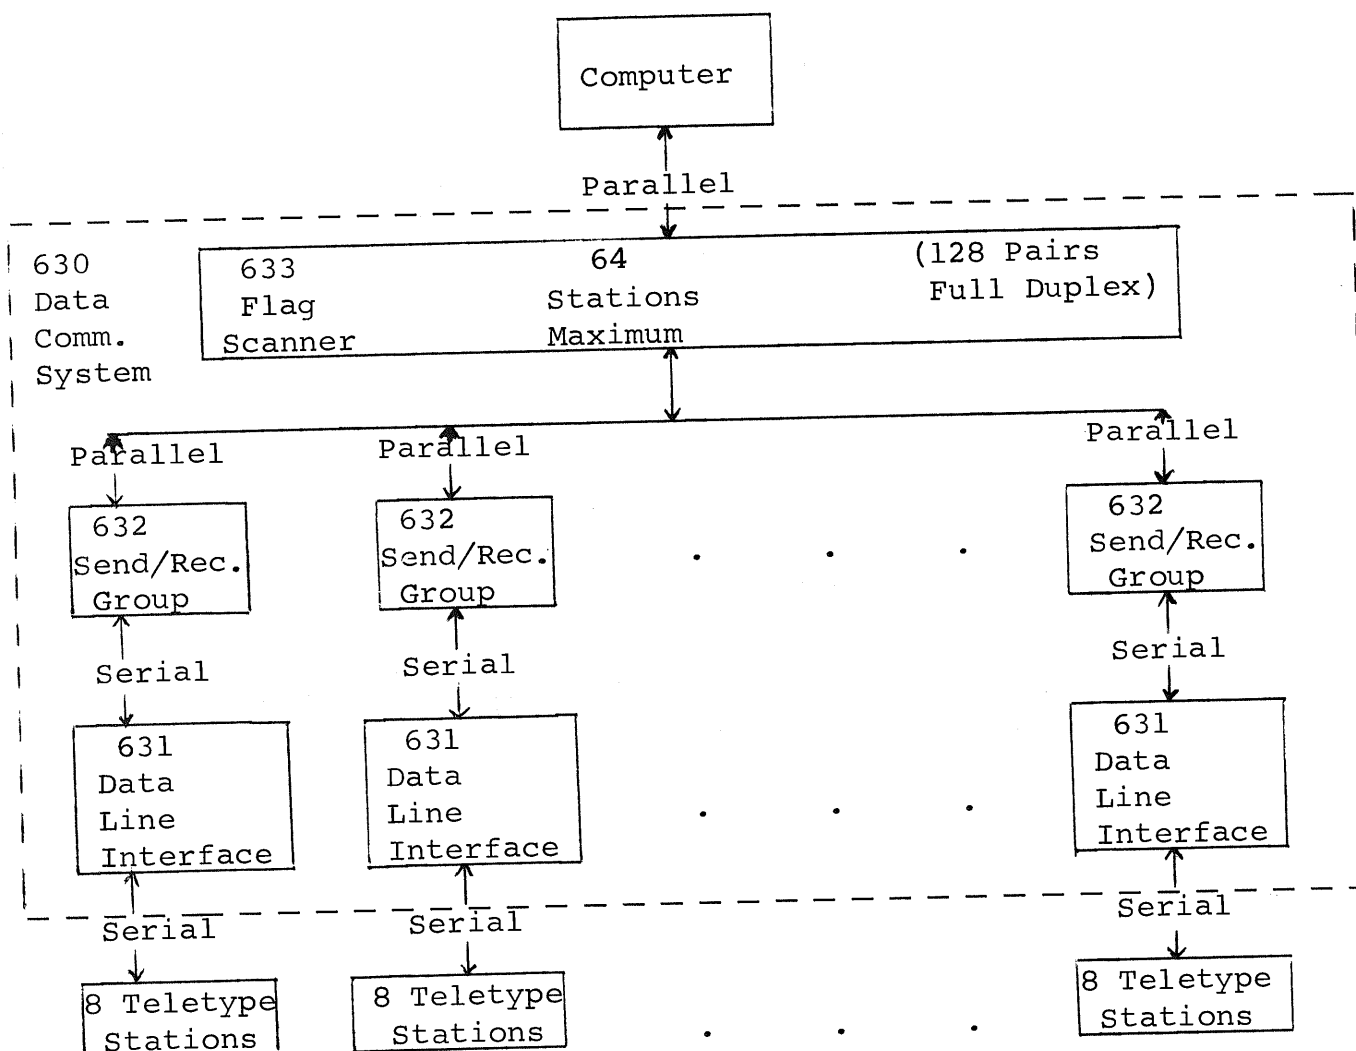 Computer
Parallel
630
Data
Comm.
System
633
Flag
Scanner
64
Stations
Maximum
(128 Pairs
Full Duplex)
Parallel
Parallel
Parallel
632
Send/Rec.
Group
632
Send/Rec.
Group
632
Send/Rec.
Group
Serial
Serial
Serial
631
Data
Line
Interface
631
Data
Line
Interface
631
Data
Line
Interface
Serial
Serial
Serial
8 Teletype
Stations
8 Teletype
Stations
8 Teletype
Stations